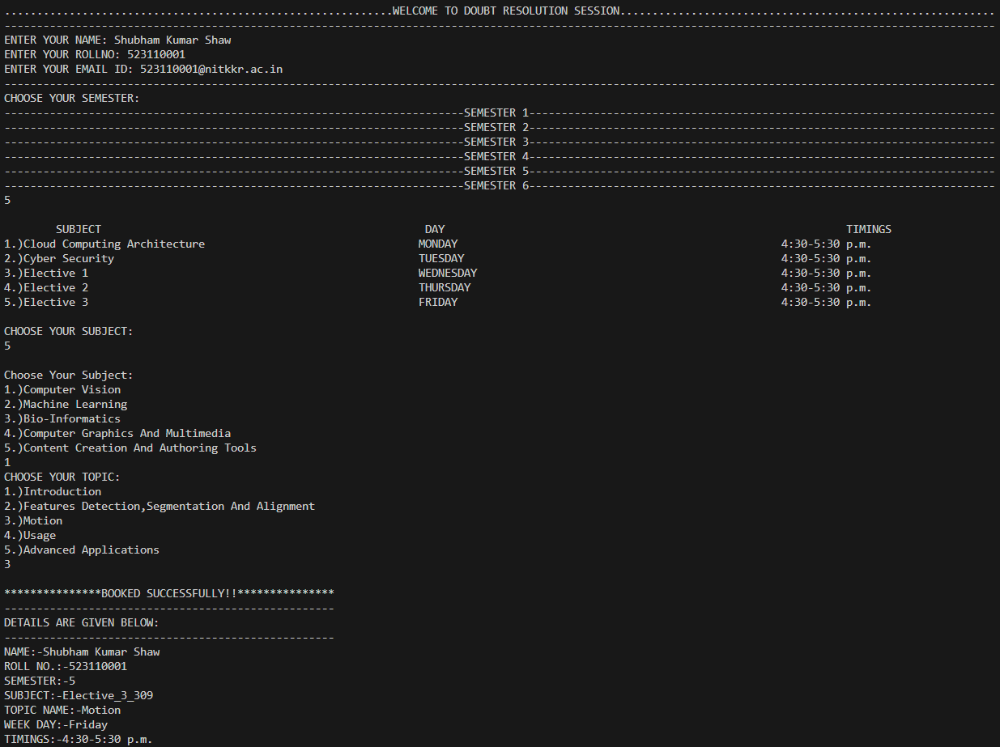 ............................................................WELCOME TO DOUBT RESOLUTION SESSION..........................................................
---------------------------------------------------------------------------------------------------------------------------------------------------------
ENTER YOUR NAME: Shubham Kumar Shaw
ENTER YOUR ROLLNO: 523110001
ENTER YOUR EMAIL ID: 523110001@nitkkr.ac.in
---------------------------------------------------------------------------------------------------------------------------------------------------------
CHOOSE YOUR SEMESTER:
-----------------------------------------------------------------------SEMESTER 1------------------------------------------------------------------------
-----------------------------------------------------------------------SEMESTER 2------------------------------------------------------------------------
-----------------------------------------------------------------------SEMESTER 3------------------------------------------------------------------------
-----------------------------------------------------------------------SEMESTER 4------------------------------------------------------------------------
-----------------------------------------------------------------------SEMESTER 5------------------------------------------------------------------------
-----------------------------------------------------------------------SEMESTER 6------------------------------------------------------------------------
5
SUBJECT DAY TIMINGS
1.)Cloud Computing Architecture MONDAY 4:30-5:30 p.m.
2.)Cyber Security TUESDAY 4:30-5:30 p.m.
3.)Elective 1 WEDNESDAY 4:30-5:30 p.m.
4.)Elective 2 THURSDAY 4:30-5:30 p.m.
5.)Elective 3 FRIDAY 4:30-5:30 p.m.
CHOOSE YOUR SUBJECT:
5
Choose Your Subject:
1.)Computer Vision
2.)Machine Learning
3.)Bio-Informatics
4.)Computer Graphics And Multimedia
5.)Content Creation And Authoring Tools
1
CHOOSE YOUR TOPIC:
1.)Introduction
2.)Features Detection,Segmentation And Alignment
3.)Motion
4.)Usage
5.)Advanced Applications
3
***************BOOKED SUCCESSFULLY!!***************
---------------------------------------------------
DETAILS ARE GIVEN BELOW:
---------------------------------------------------
NAME:-Shubham Kumar Shaw
ROLL NO.:-523110001
SEMESTER:-5
SUBJECT:-Elective_3_309
TOPIC NAME:-Motion
WEEK DAY:-Friday
TIMINGS:-4:30-5:30 p.m.